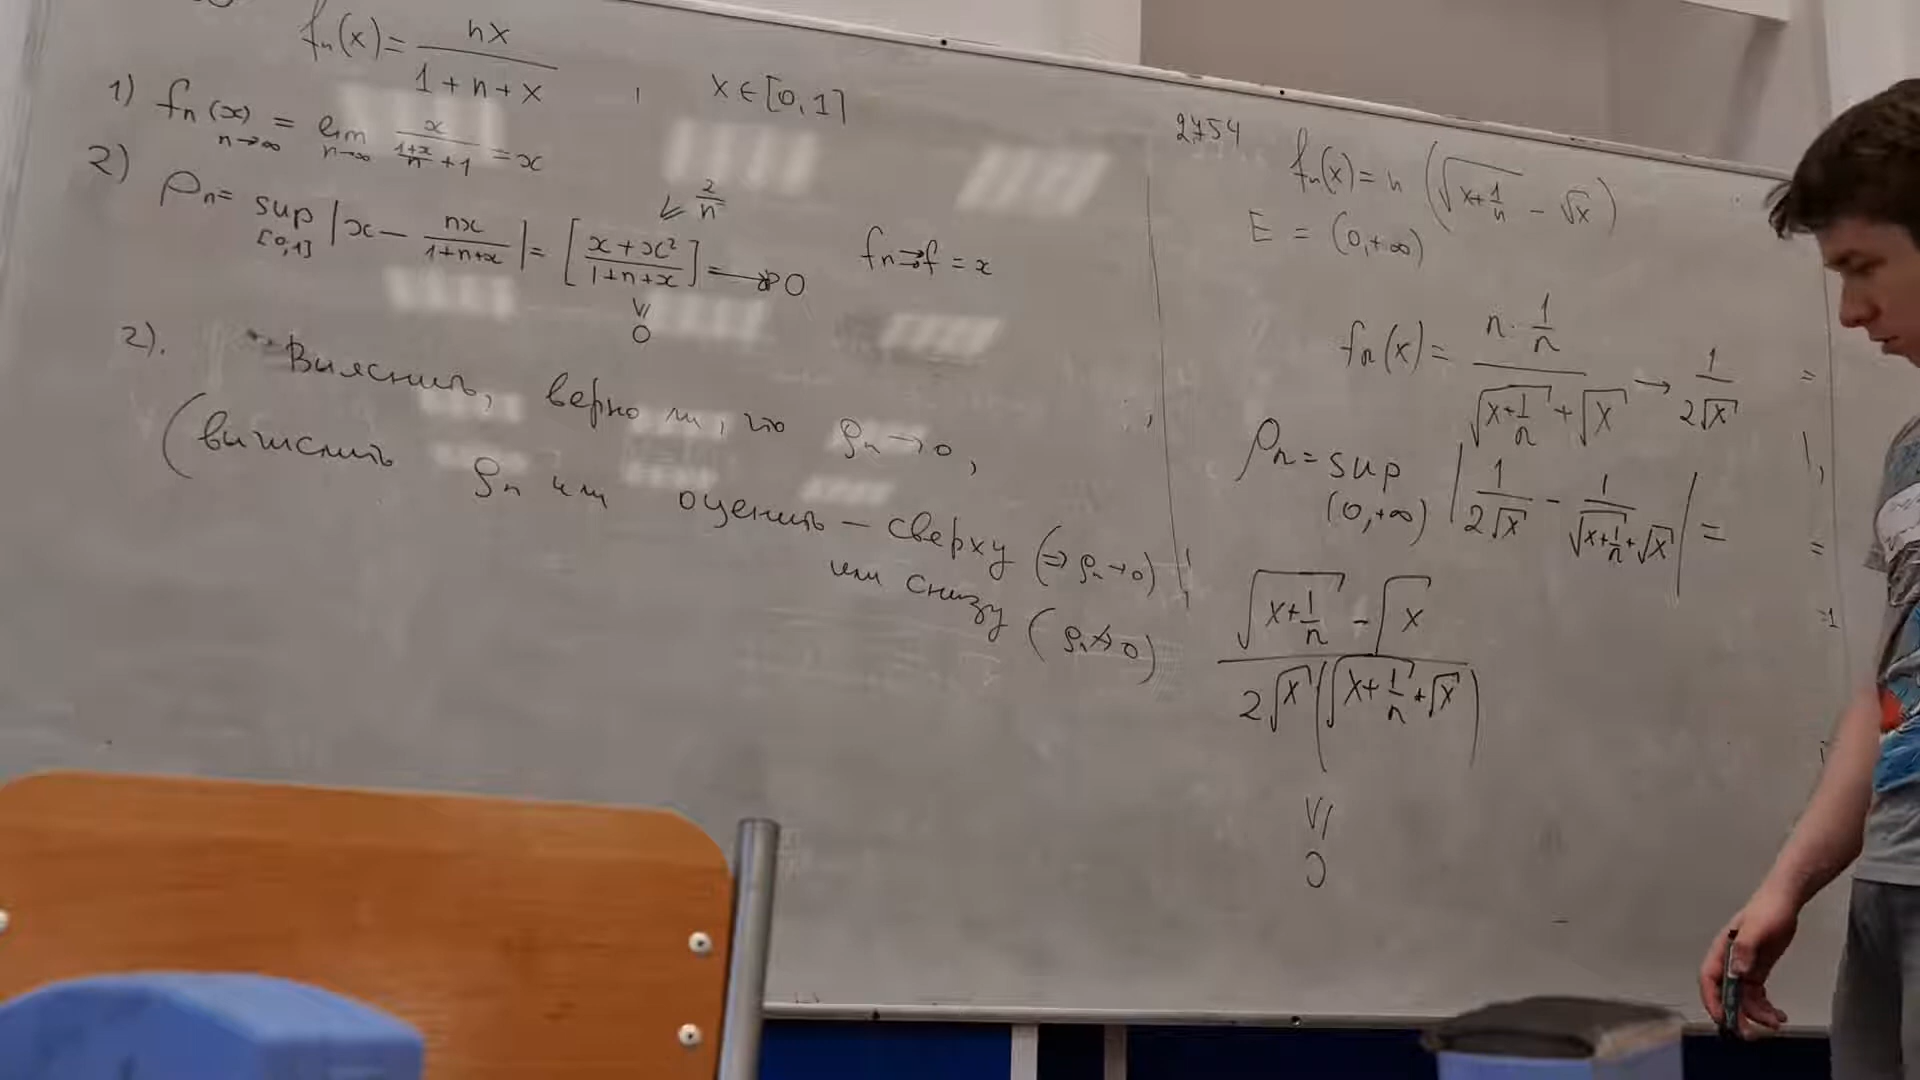 fₙ(x) = nx / (1+n+x) , x ∈ [0,1]
1) fₙ(x) n→∞ = lim n→∞ x / ((1+x)/n + 1) = x
2) ρₙ = sup [0,1] |x − nx/(1+n+x)| = [(x+x²)/(1+n+x)] ⟶ 0 fₙ ⇉ f = x
≤ 2/n
≥ 0
2). Выяснить, верно ли, что ρₙ → 0,
(вычислить ρₙ или оценить – сверху (⇒ ρₙ → 0)
или снизу (ρₙ ↛ 0)
2754 fₙ(x) = n (√(x+1/n) − √x)
E = (0,+∞)
fₙ(x) = n · 1/n / (√(x+1/n) + √x) → 1/(2√x)
ρₙ = sup (0,+∞) |1/(2√x) − 1/(√(x+1/n)+√x)| =
(√(x+1/n) − √x) / (2√x (√(x+1/n)+√x))
≥ 0